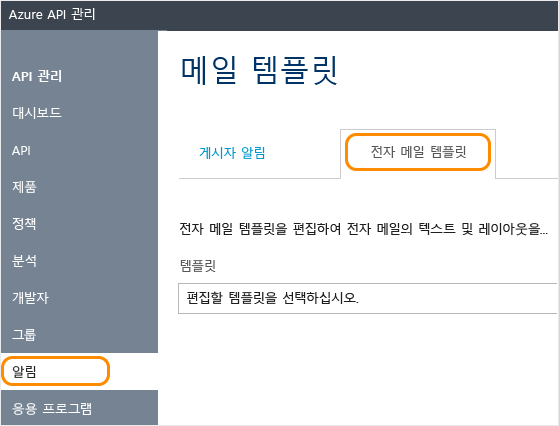 Azure API 관리
API 관리
대시보드
API
제품
정책
분석
개발자
그룹
알림
응용 프로그램
메일 템플릿
게시자 알림
전자 메일 템플릿
전자 메일 템플릿을 편집하여 전자 메일의 텍스트 및 레이아웃을...
템플릿
편집할 템플릿을 선택하십시오.